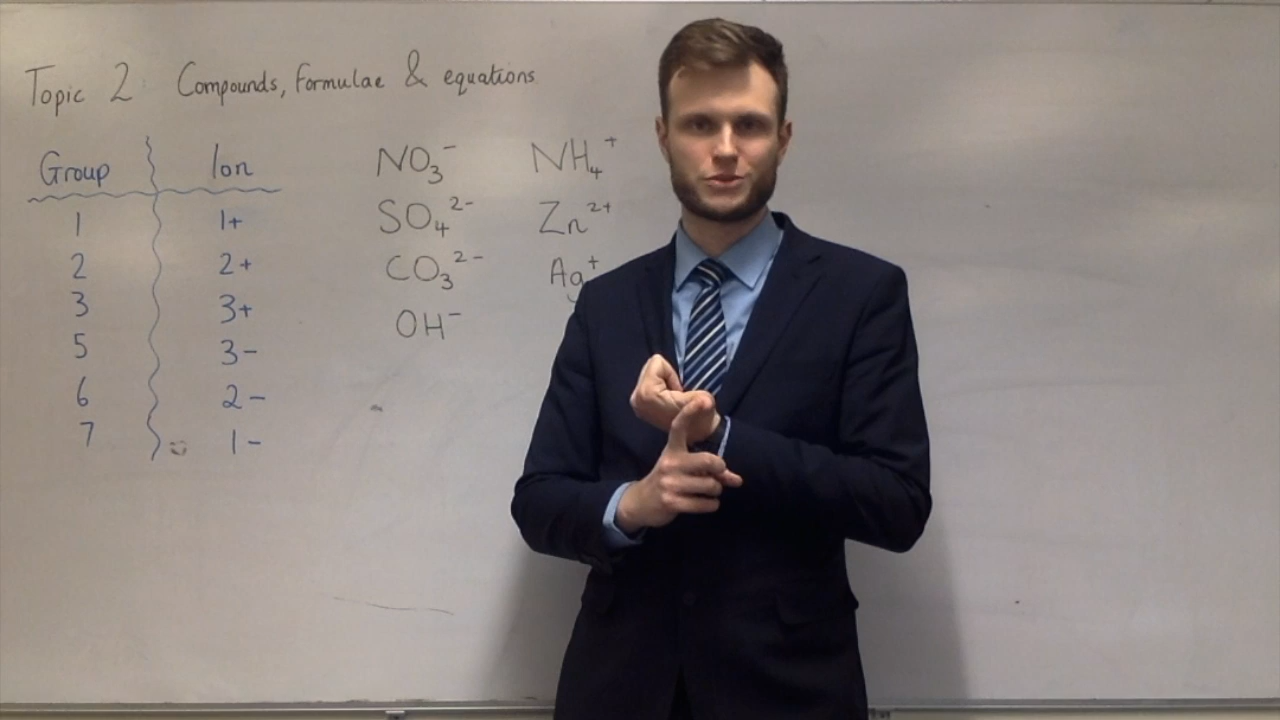 Topic 2 Compounds, formulae & equations
Group Ion
1 1+
2 2+
3 3+
5 3-
6 2-
7 1-
NO₃⁻ NH₄⁺
SO₄²⁻ Zn²⁺
CO₃²⁻ Ag⁺
OH⁻